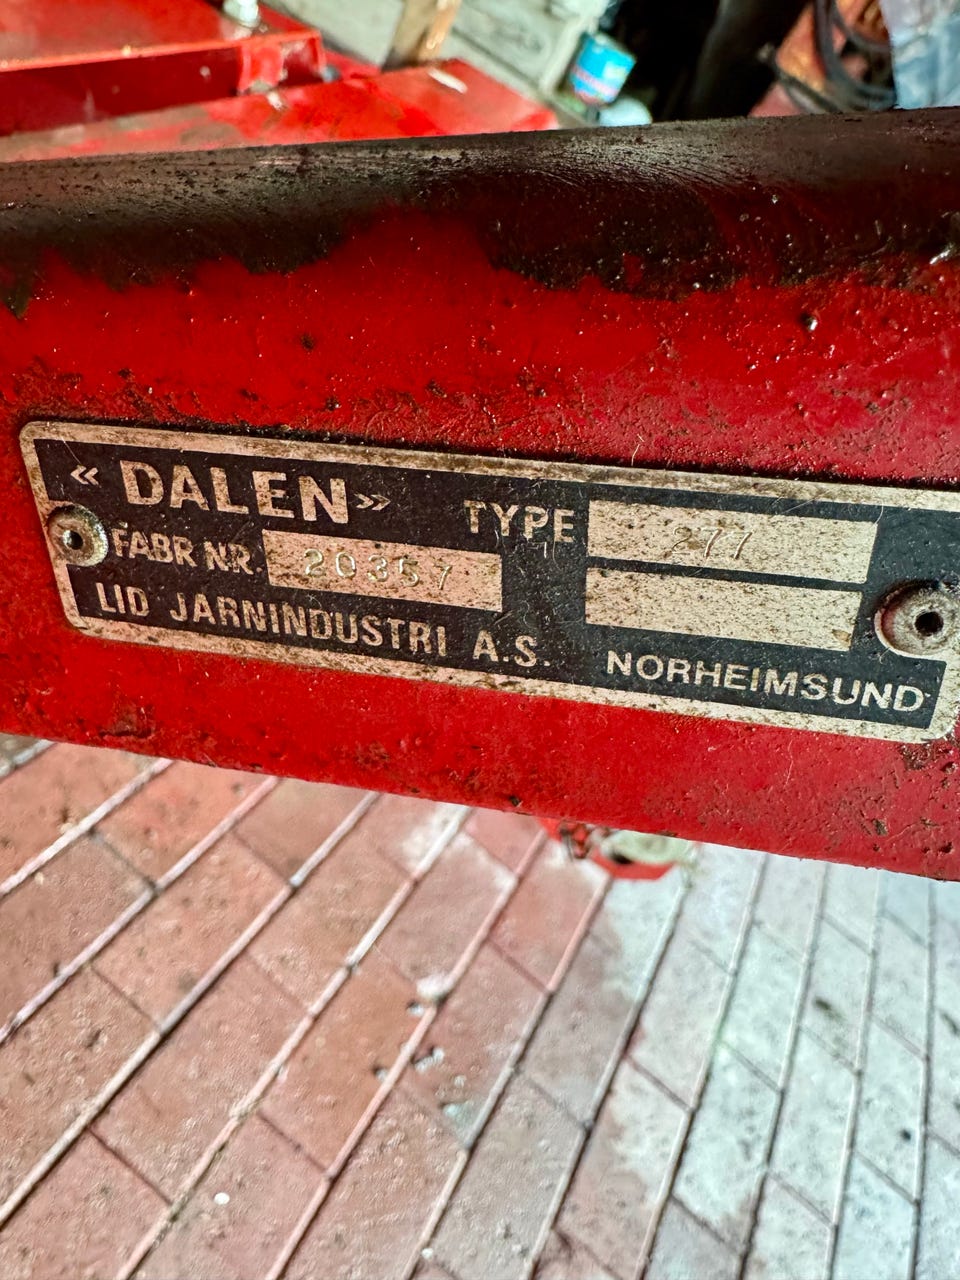 « DALEN » TYPE 277
FABR NR. 20357
LID JARNINDUSTRI A.S. NORHEIMSUND